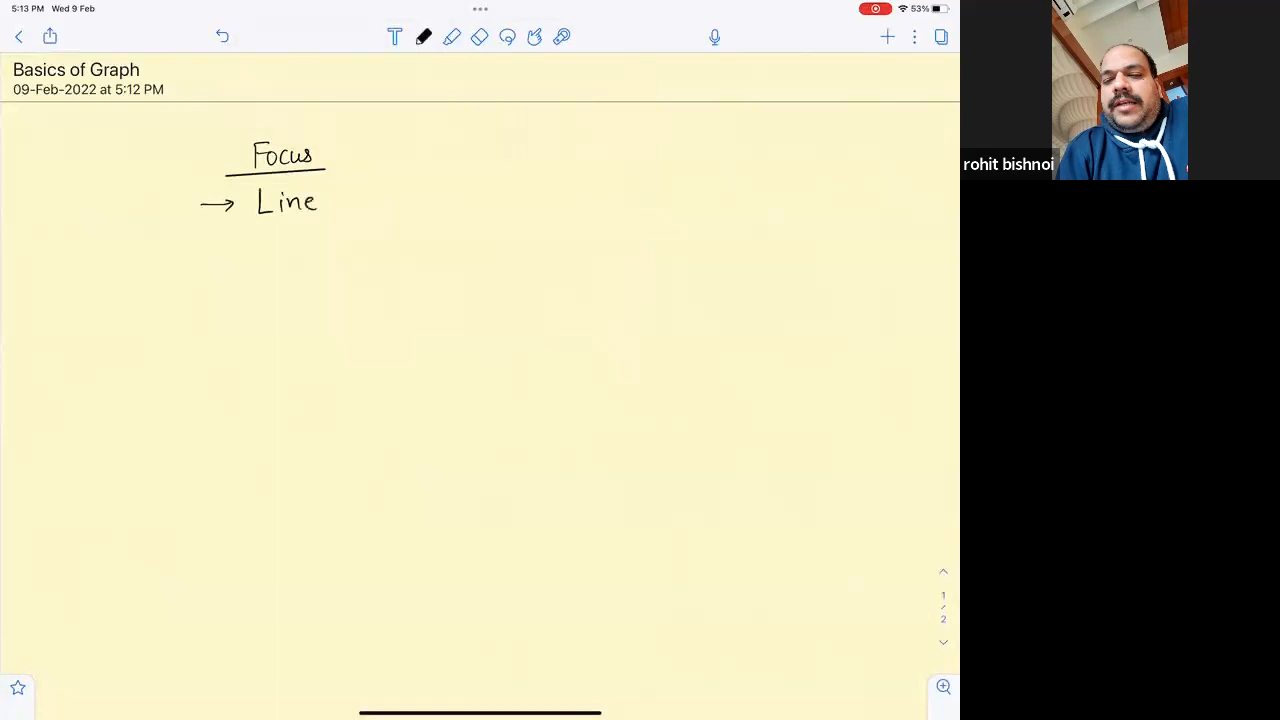 5:13 PM Wed 9 Feb
53%
Basics of Graph
09-Feb-2022 at 5:12 PM
Focus
→ Line
rohit bishnoi
1
/
2